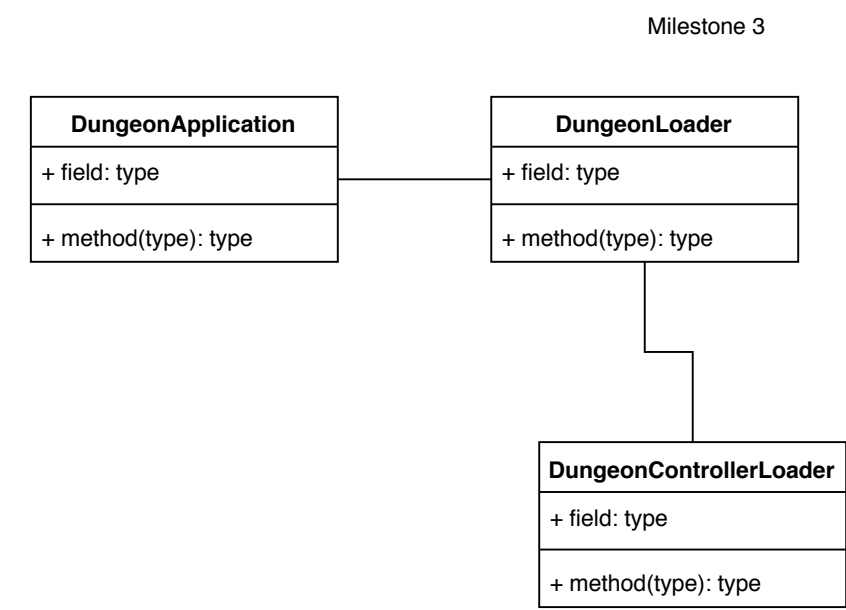 Milestone 3
DungeonApplication
+ field: type
+ method(type): type
DungeonLoader
+ field: type
+ method(type): type
DungeonControllerLoader
+ field: type
+ method(type): type